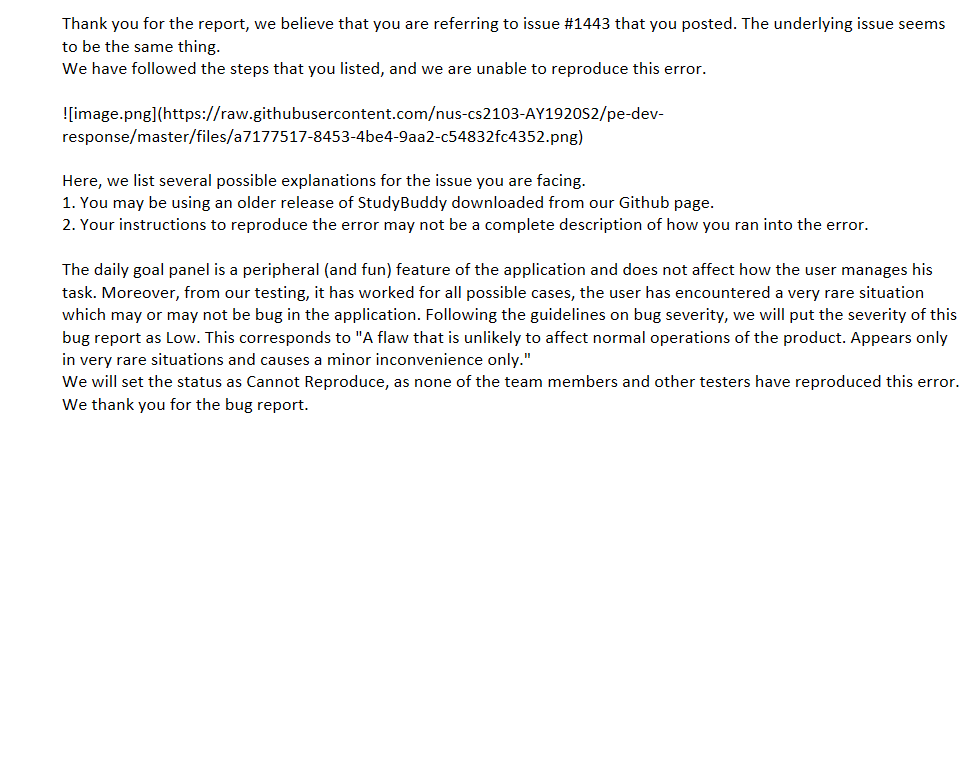 Thank you for the report, we believe that you are referring to issue #1443 that you posted. The underlying issue seems
to be the same thing.
We have followed the steps that you listed, and we are unable to reproduce this error.
![image.png](https://raw.githubusercontent.com/nus-cs2103-AY1920S2/pe-dev-
response/master/files/a7177517-8453-4be4-9aa2-c54832fc4352.png)
Here, we list several possible explanations for the issue you are facing.
1. You may be using an older release of StudyBuddy downloaded from our Github page.
2. Your instructions to reproduce the error may not be a complete description of how you ran into the error.
The daily goal panel is a peripheral (and fun) feature of the application and does not affect how the user manages his
task. Moreover, from our testing, it has worked for all possible cases, the user has encountered a very rare situation
which may or may not be bug in the application. Following the guidelines on bug severity, we will put the severity of this
bug report as Low. This corresponds to "A flaw that is unlikely to affect normal operations of the product. Appears only
in very rare situations and causes a minor inconvenience only."
We will set the status as Cannot Reproduce, as none of the team members and other testers have reproduced this error.
We thank you for the bug report.